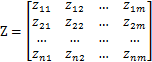 Z = [ z₁₁ z₁₂ ... z₁ₘ
z₂₁ z₂₂ ... z₂ₘ
... ... ... ...
zₙ₁ zₙ₂ ... zₙₘ ]